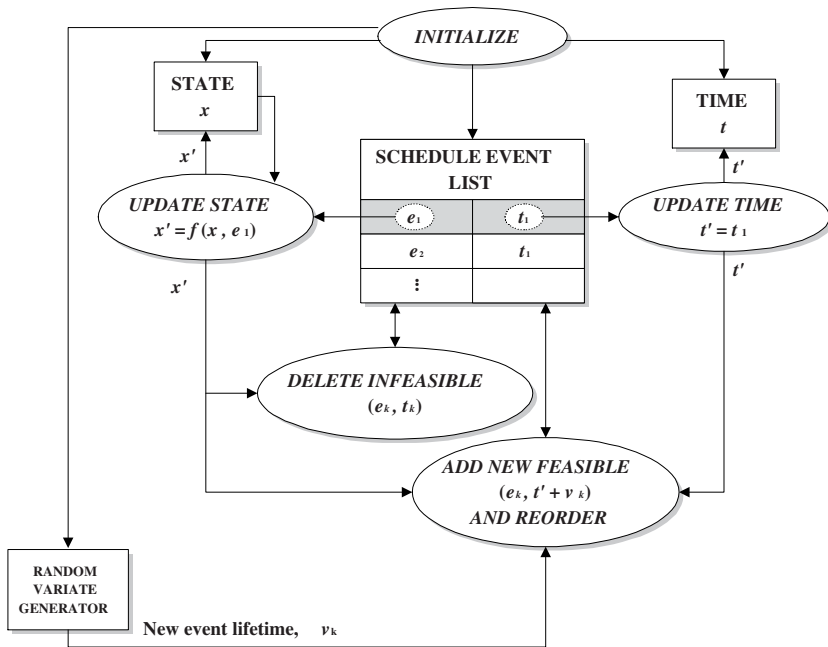 INITIALIZE
STATE
x
TIME
t
SCHEDULE EVENT
LIST
x'
t'
UPDATE STATE
x' = f (x , e₁)
e₁ t₁
UPDATE TIME
t' = t₁
e₂ t₁
⋮
x'
t'
DELETE INFEASIBLE
(eₖ, tₖ)
ADD NEW FEASIBLE
(eₖ, t' + vₖ)
AND REORDER
RANDOM
VARIATE
GENERATOR
New event lifetime, vₖ